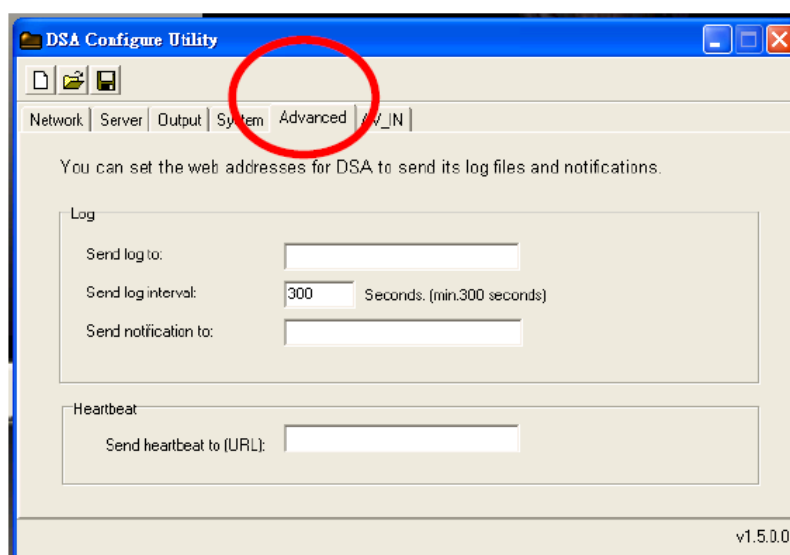 DSA Configure Utility
Network Server Output System Advanced AV_IN
You can set the web addresses for DSA to send its log files and notifications.
Log
Send log to:
Send log interval: 300 Seconds. (min.300 seconds)
Send notification to:
Heartbeat
Send heartbeat to (URL):
v1.5.0.0